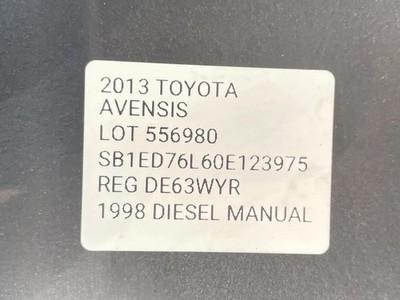 2013 TOYOTA
AVENSIS
LOT 556980
SB1ED76L60E123975
REG DE63WYR
1998 DIESEL MANUAL